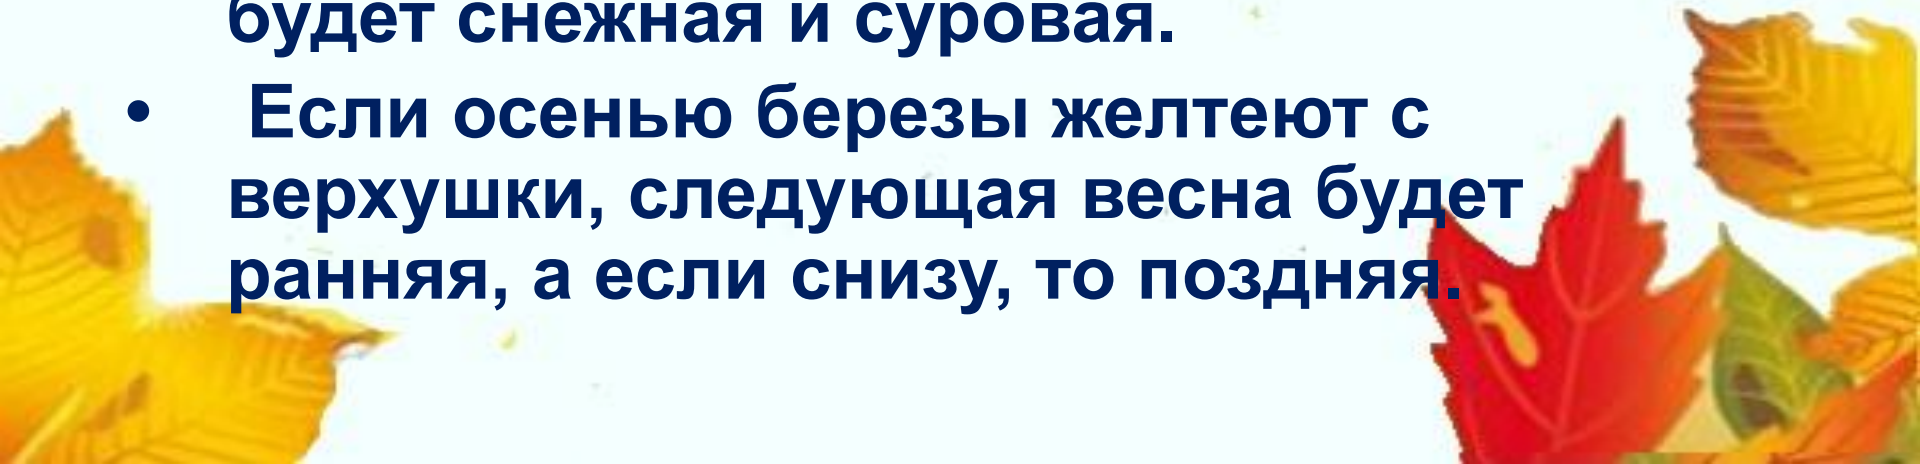 будет снежная и суровая.
• Если осенью березы желтеют с
верхушки, следующая весна будет
ранняя, а если снизу, то поздняя.